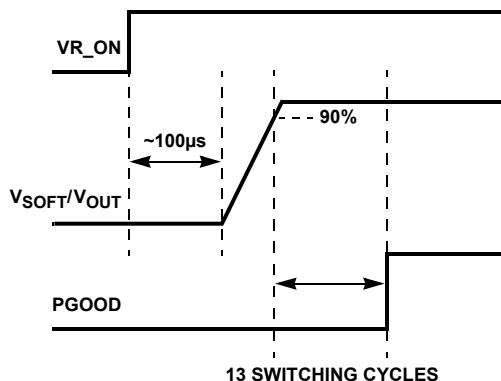 VR_ON
90%
~100µs
VSOFT/VOUT
PGOOD
13 SWITCHING CYCLES